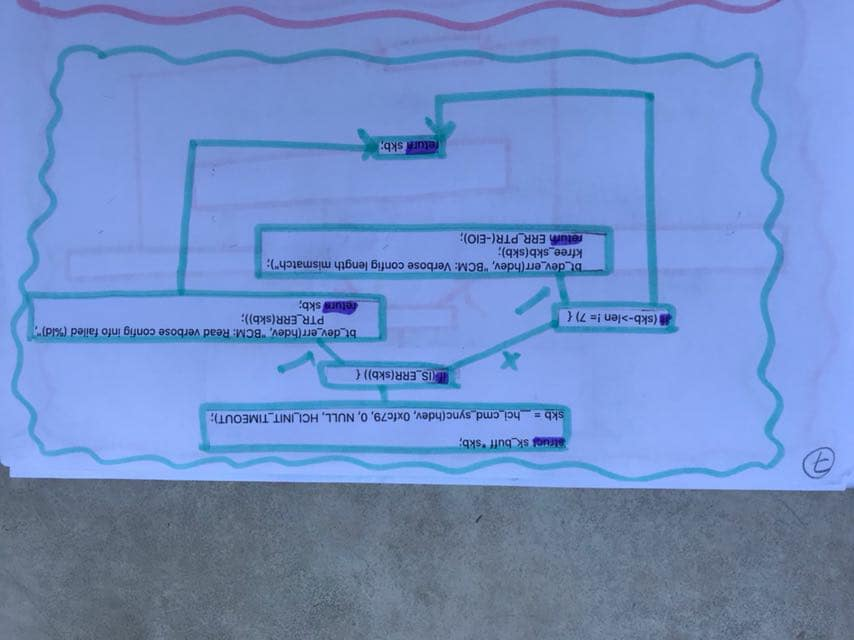 7
struct sk_buff *skb;
skb = __hci_cmd_sync(hdev, 0xfc79, 0, NULL, HCI_INIT_TIMEOUT);
if (IS_ERR(skb)) {
x
if (skb->len != 7) {
bt_dev_err(hdev, "BCM: Read verbose config info failed (%ld)",
PTR_ERR(skb));
return skb;
bt_dev_err(hdev, "BCM: Verbose config length mismatch");
kfree_skb(skb);
return ERR_PTR(-EIO);
return skb;